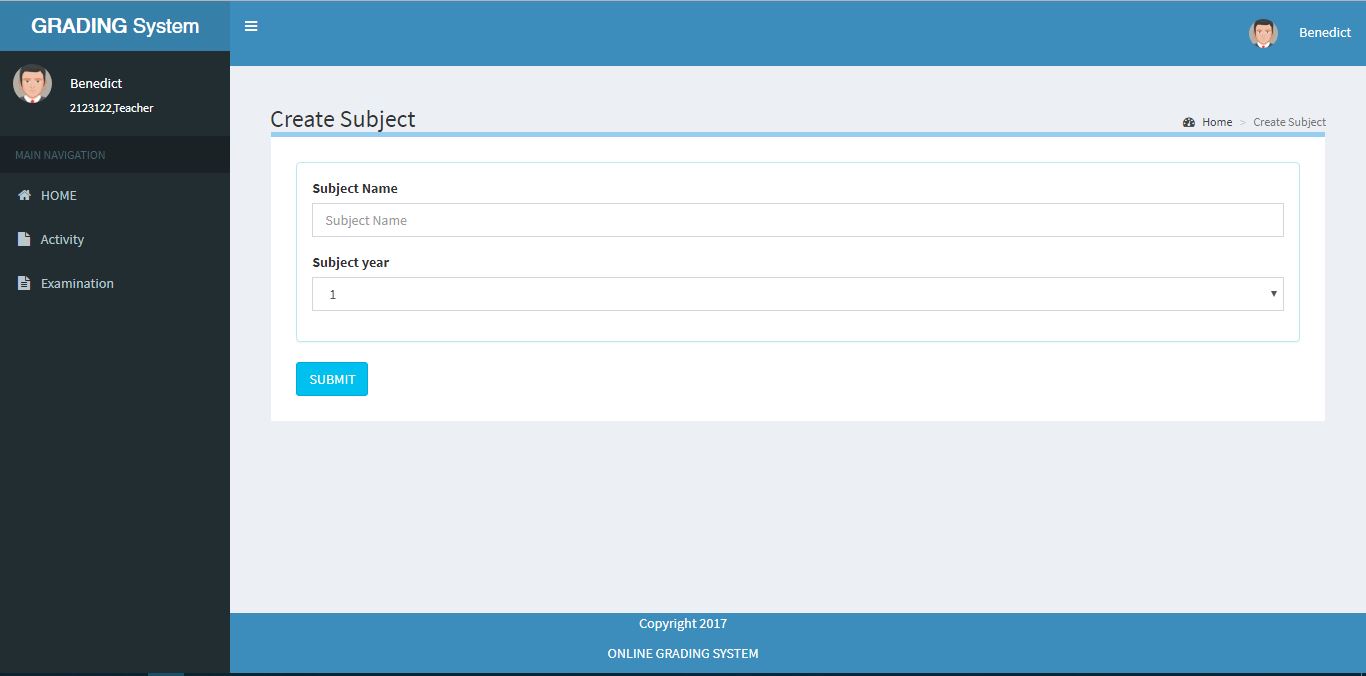 GRADING System
Benedict
Benedict
2123122,Teacher
MAIN NAVIGATION
HOME
Activity
Examination
Create Subject
Home > Create Subject
Subject Name
Subject Name
Subject year
1
SUBMIT
Copyright 2017
ONLINE GRADING SYSTEM